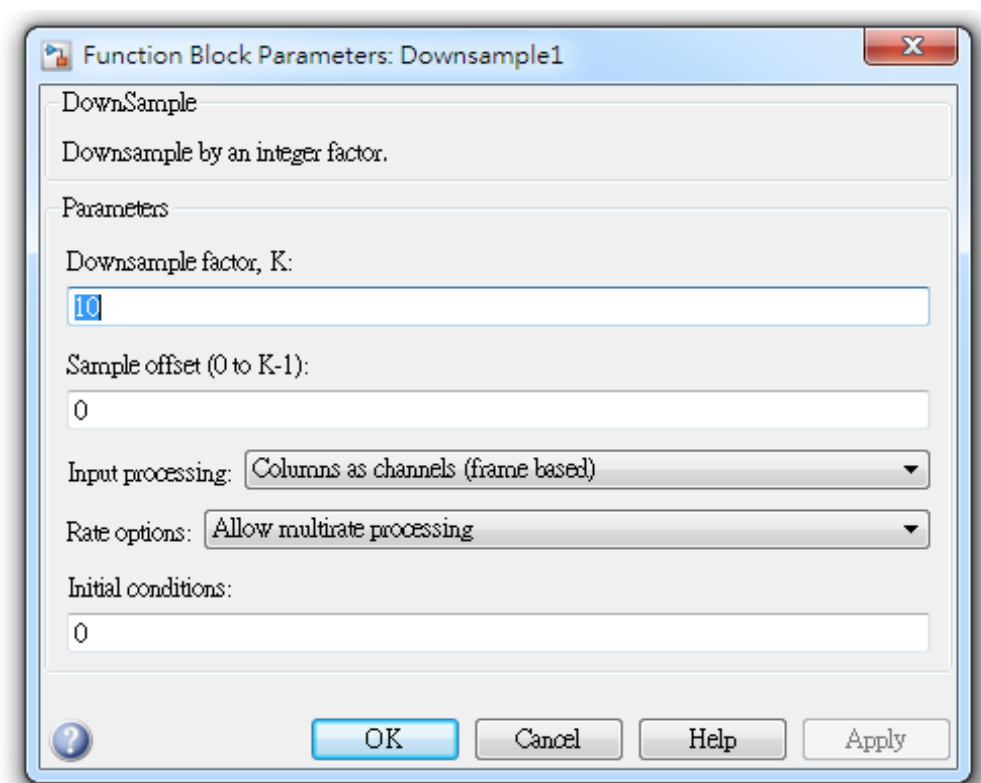 Function Block Parameters: Downsample1
DownSample
Downsample by an integer factor.
Parameters
Downsample factor, K:
10
Sample offset (0 to K-1):
0
Input processing: Columns as channels (frame based)
Rate options: Allow multirate processing
Initial conditions:
0
? OK Cancel Help Apply